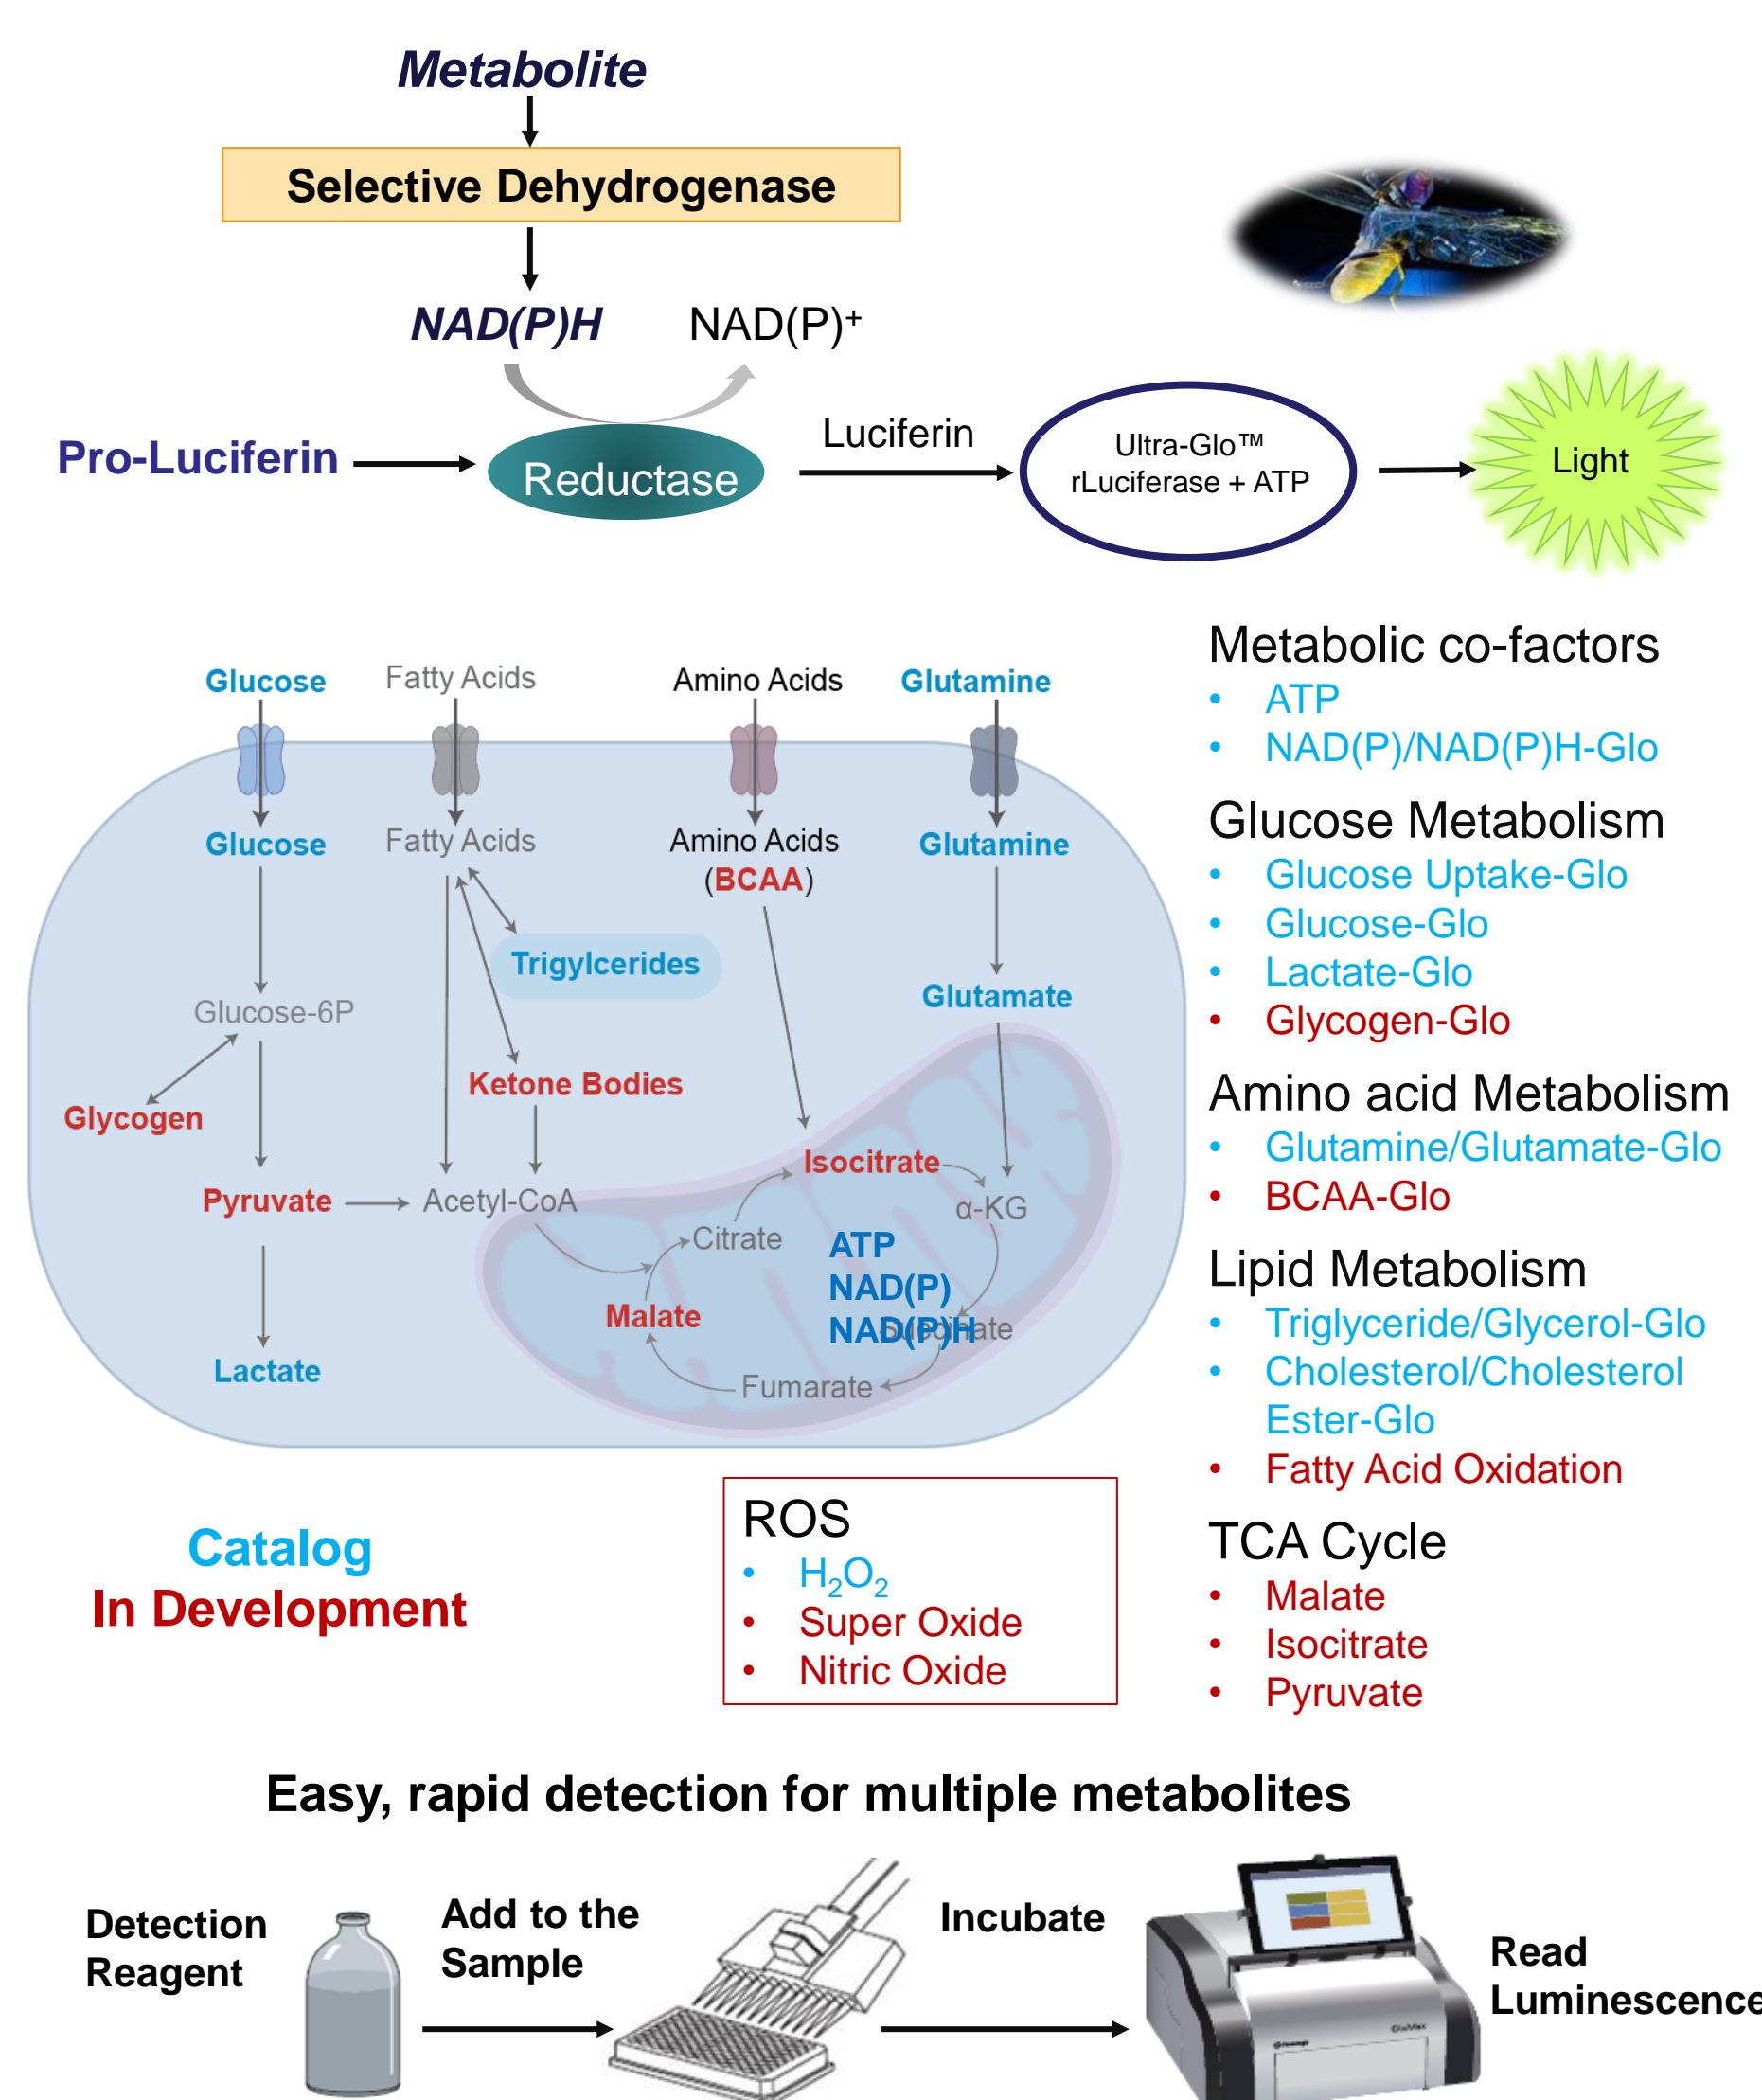 Metabolite
Selective Dehydrogenase
NAD(P)H
NAD(P)⁺
Pro-Luciferin
Reductase
Luciferin
Ultra-Glo™
rLuciferase + ATP
Light
Glucose
Fatty Acids
Amino Acids
Glutamine
Glucose
Fatty Acids
Amino Acids
(BCAA)
Glutamine
Trigylcerides
Glutamate
Glucose-6P
Ketone Bodies
Glycogen
Isocitrate
Pyruvate
Acetyl-CoA
α-KG
Citrate
ATP
NAD(P)
NAD(P)H
Malate
Succinate
Lactate
Fumarate
Metabolic co-factors
• ATP
• NAD(P)/NAD(P)H-Glo
Glucose Metabolism
• Glucose Uptake-Glo
• Glucose-Glo
• Lactate-Glo
• Glycogen-Glo
Amino acid Metabolism
• Glutamine/Glutamate-Glo
• BCAA-Glo
Lipid Metabolism
• Triglyceride/Glycerol-Glo
• Cholesterol/Cholesterol
Ester-Glo
• Fatty Acid Oxidation
TCA Cycle
• Malate
• Isocitrate
• Pyruvate
Catalog
In Development
ROS
• H₂O₂
• Super Oxide
• Nitric Oxide
Easy, rapid detection for multiple metabolites
Detection
Reagent
Add to the
Sample
Incubate
Read
Luminescence
GloMax